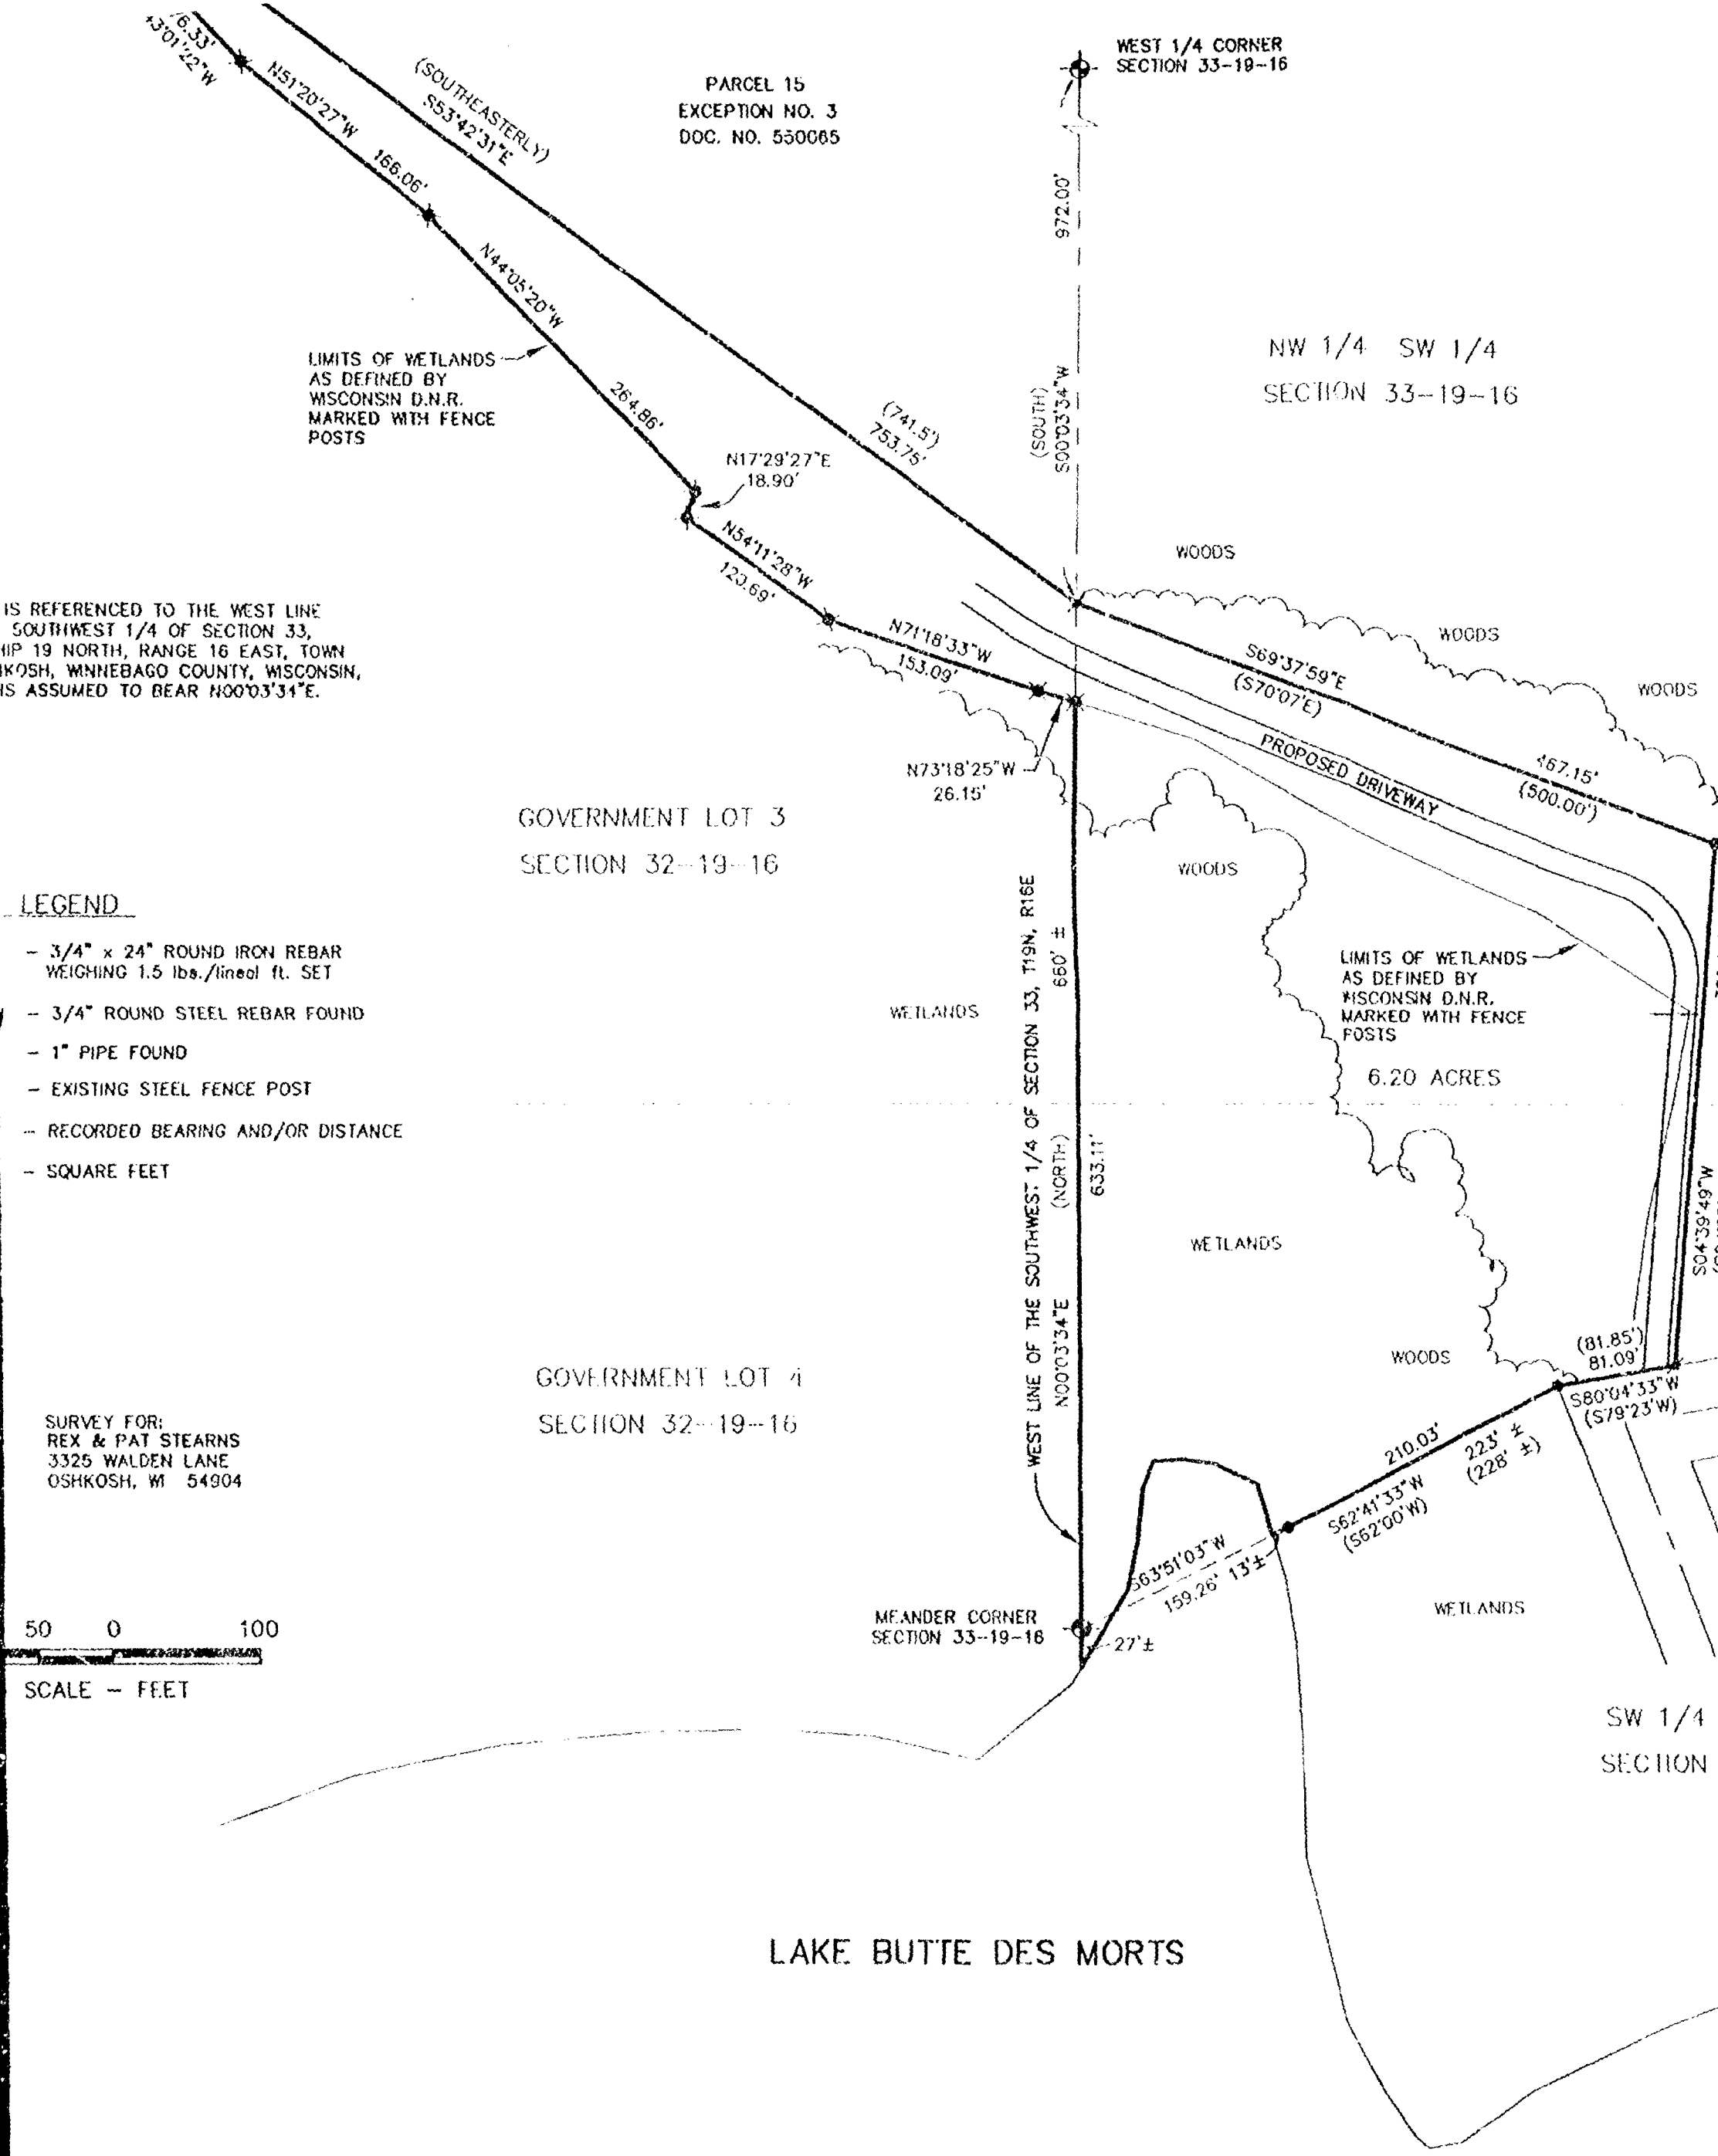 WEST 1/4 CORNER
SECTION 33-19-16
PARCEL 15
EXCEPTION NO. 3
DOC. NO.
(SOUTHEASTERLY)
S53°42'31"E
6.33'
3°01'22"W
N51°20'27"W
166.06'
972.00'
N44°05'20"W
264.86'
LIMITS OF WETLANDS
AS DEFINED BY
WISCONSIN D.N.R.
MARKED WITH FENCE
POSTS
NW 1/4 SW 1/4
SECTION 33-19-16
(SOUTH)
S00°03'34"W
(741.5')
753.75'
N17°29'27"E
18.90'
N54°11'28"W
WOODS
WOODS
WOODS
IS REFERENCED TO THE WEST LINE
SOUTHWEST 1/4 OF SECTION 33,
HIP 19 NORTH, RANGE 16 EAST, TOWN
KOSH, WINNEBAGO COUNTY, WISCONSIN,
IS ASSUMED TO BEAR N00°03'34"E.
N71°18'33"W
153.09'
S69°37'59"E
(S70°07'E)
467.15'
(500.00')
N73°18'25"W
26.15'
PROPOSED DRIVEWAY
GOVERNMENT LOT 3
SECTION 32-19-16
WOODS
LEGEND
- 3/4" x 24" ROUND IRON REBAR
WEIGHING 1.5 lbs./lineal ft. SET
- 3/4" ROUND STEEL REBAR FOUND
- 1" PIPE FOUND
- EXISTING STEEL FENCE POST
- RECORDED BEARING AND/OR DISTANCE
- SQUARE FEET
WETLANDS
WEST LINE OF THE SOUTHWEST 1/4 OF SECTION 33, T19N, R16E
660' ±
(NORTH)
633.11'
N00°03'34"E
LIMITS OF WETLANDS
AS DEFINED BY
WISCONSIN D.N.R.
MARKED WITH FENCE
POSTS
6.20 ACRES
WETLANDS
S04°39'49"W
WOODS
(81.85')
81.09'
S80°04'33"W
(S79°23'W)
GOVERNMENT LOT 4
SECTION 32-19-16
SURVEY FOR:
REX & PAT STEARNS
3325 WALDEN LANE
OSHKOSH, WI 54904
210.03'
223' ±
(228' ±)
S62°41'33"W
(S62°00'W)
S63°51'03"W
159.26' 13'±
WETLANDS
MEANDER CORNER
SECTION 33-19-16
27'±
50 0 100
SCALE - FEET
SW 1/4
SECTION
LAKE BUTTE DES MORTS